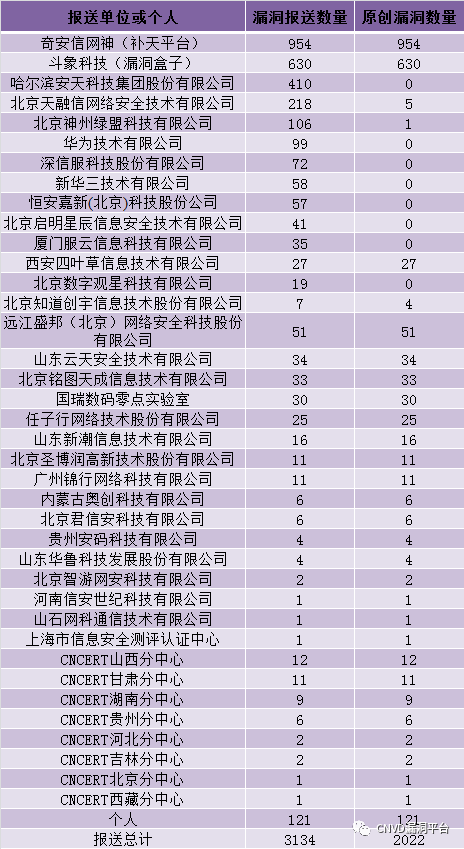 报送单位或个人 漏洞报送数量 原创漏洞数量
奇安信网神（补天平台） 954 954
斗象科技（漏洞盒子） 630 630
哈尔滨安天科技集团股份有限公司 410 0
北京天融信网络安全技术有限公司 218 5
北京神州绿盟科技有限公司 106 1
华为技术有限公司 99 0
深信服科技股份有限公司 72 0
新华三技术有限公司 58 0
恒安嘉新(北京)科技股份公司 57 0
北京启明星辰信息安全技术有限公司 41 0
厦门服云信息科技有限公司 35 0
西安四叶草信息技术有限公司 27 27
北京数字观星科技有限公司 19 0
北京知道创宇信息技术股份有限公司 7 4
远江盛邦（北京）网络安全科技股份
有限公司 51 51
山东云天安全技术有限公司 34 34
北京铭图天成信息技术有限公司 33 33
国瑞数码零点实验室 30 30
任子行网络技术股份有限公司 25 25
山东新潮信息技术有限公司 16 16
北京圣博润高新技术股份有限公司 11 11
广州锦行网络科技有限公司 11 11
内蒙古奥创科技有限公司 6 6
北京君信安科技有限公司 6 6
贵州安码科技有限公司 4 4
山东华鲁科技发展股份有限公司 4 4
北京智游网安科技有限公司 2 2
河南信安世纪科技有限公司 1 1
山石网科通信技术有限公司 1 1
上海市信息安全测评认证中心 1 1
CNCERT山西分中心 12 12
CNCERT甘肃分中心 11 11
CNCERT湖南分中心 9 9
CNCERT贵州分中心 6 6
CNCERT河北分中心 2 2
CNCERT吉林分中心 2 2
CNCERT北京分中心 1 1
CNCERT西藏分中心 1 1
个人 121 121
报送总计 3134 2022
CNVD漏洞平台